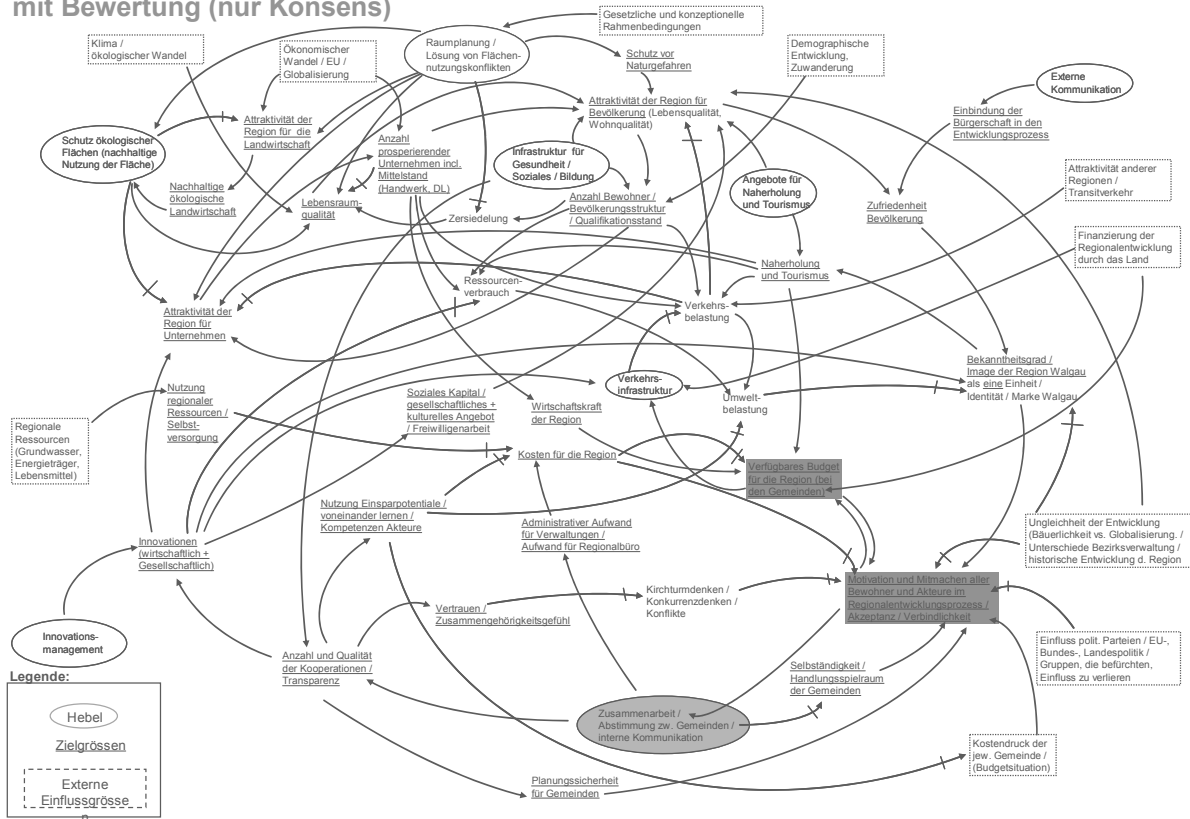 mit Bewertung (nur Konsens)
Klima /
ökologischer Wandel
Ökonomischer
Wandel / EU /
Globalisierung
Raumplanung /
Lösung von Flächen-
nutzungskonflikten
Gesetzliche und konzeptionelle
Rahmenbedingungen
Schutz vor
Naturgefahren
Demographische
Entwicklung,
Zuwanderung
Externe
Kommunikation
Attraktivität der Region für
Bevölkerung (Lebensqualität,
Wohnqualität)
Einbindung der
Bürgerschaft in den
Entwicklungsprozess
Schutz ökologischer
Flächen (nachhaltige
Nutzung der Fläche)
Attraktivität der
Region für die
Landwirtschaft
Anzahl
prosperierender
Unternehmen incl.
Mittelstand
(Handwerk, DL)
Infrastruktur für
Gesundheit /
Soziales / Bildung
Angebote für
Naherholung
und Tourismus
Attraktivität anderer
Regionen /
Transitverkehr
Nachhaltige
ökologische
Landwirtschaft
Lebensraum-
qualität
Zersiedelung
Anzahl Bewohner /
Bevölkerungsstruktur
/ Qualifikationsstand
Zufriedenheit
Bevölkerung
Finanzierung der
Regionalentwicklung
durch das Land
Naherholung
und Tourismus
Ressourcen-
verbrauch
Attraktivität der
Region für
Unternehmen
Verkehrs-
belastung
Bekanntheitsgrad /
Image der Region Walgau
als eine Einheit /
Identität / Marke Walgau
Nutzung
regionaler
Ressourcen /
Selbst-
versorgung
Soziales Kapital /
gesellschaftliches +
kulturelles Angebot
/ Freiwilligenarbeit
Verkehrs-
infrastruktur
Wirtschaftskraft
der Region
Umwelt-
belastung
Regionale
Ressourcen
(Grundwasser,
Energieträger,
Lebensmittel)
Kosten für die Region
Verfügbares Budget
für die Region (bei
den Gemeinden)
Nutzung Einsparpotentiale /
voneinander lernen /
Kompetenzen Akteure
Administrativer Aufwand
für Verwaltungen /
Aufwand für Regionalbüro
Ungleichheit der Entwicklung
(Bäuerlichkeit vs. Globalisierung. /
Unterschiede Bezirksverwaltung /
historische Entwicklung d. Region
Innovationen
(wirtschaftlich +
Gesellschaftlich)
Motivation und Mitmachen aller
Bewohner und Akteure im
Regionalentwicklungsprozess /
Akzeptanz / Verbindlichkeit
Kirchturmdenken /
Konkurrenzdenken /
Konflikte
Vertrauen /
Zusammengehörigkeitsgefühl
Innovations-
management
Einfluss polit. Parteien / EU-,
Bundes-, Landespolitik /
Gruppen, die befürchten,
Einfluss zu verlieren
Anzahl und Qualität
der Kooperationen /
Transparenz
Selbständigkeit /
Handlungsspielraum
der Gemeinden
Zusammenarbeit /
Abstimmung zw. Gemeinden /
interne Kommunikation
Kostendruck der
jew. Gemeinde /
(Budgetsituation)
Planungssicherheit
für Gemeinden
Legende:
Hebel
Zielgrössen
Externe
Einflussgrösse
n